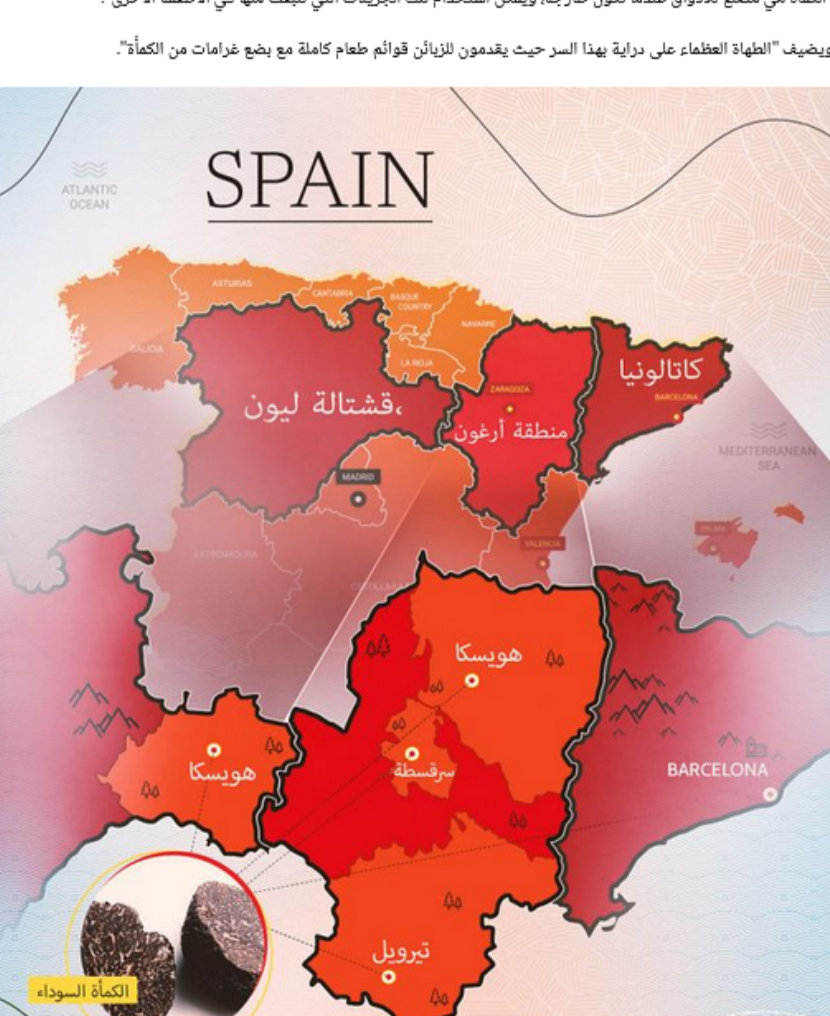 ويضيف "الطهاة العظماء على دراية بهذا السر حيث يقدمون للزبائن قوائم طعام كاملة مع بضع غرامات من الكمأة".
SPAIN
ATLANTIC
OCEAN
ASTURIAS
CANTABRIA
BASQUE
COUNTRY
NAVARRE
GALICIA
LA RIOJA
كاتالونيا
ZARAGOZA
BARCELONA
قشتالة ليون،
منطقة أرغون
MEDITERRANEAN
SEA
MADRID
PALMA
VALENCIA
EXTREMADURA
هويسكا
سرقسطة
هويسكا
BARCELONA
تيرويل
الكمأة السوداء